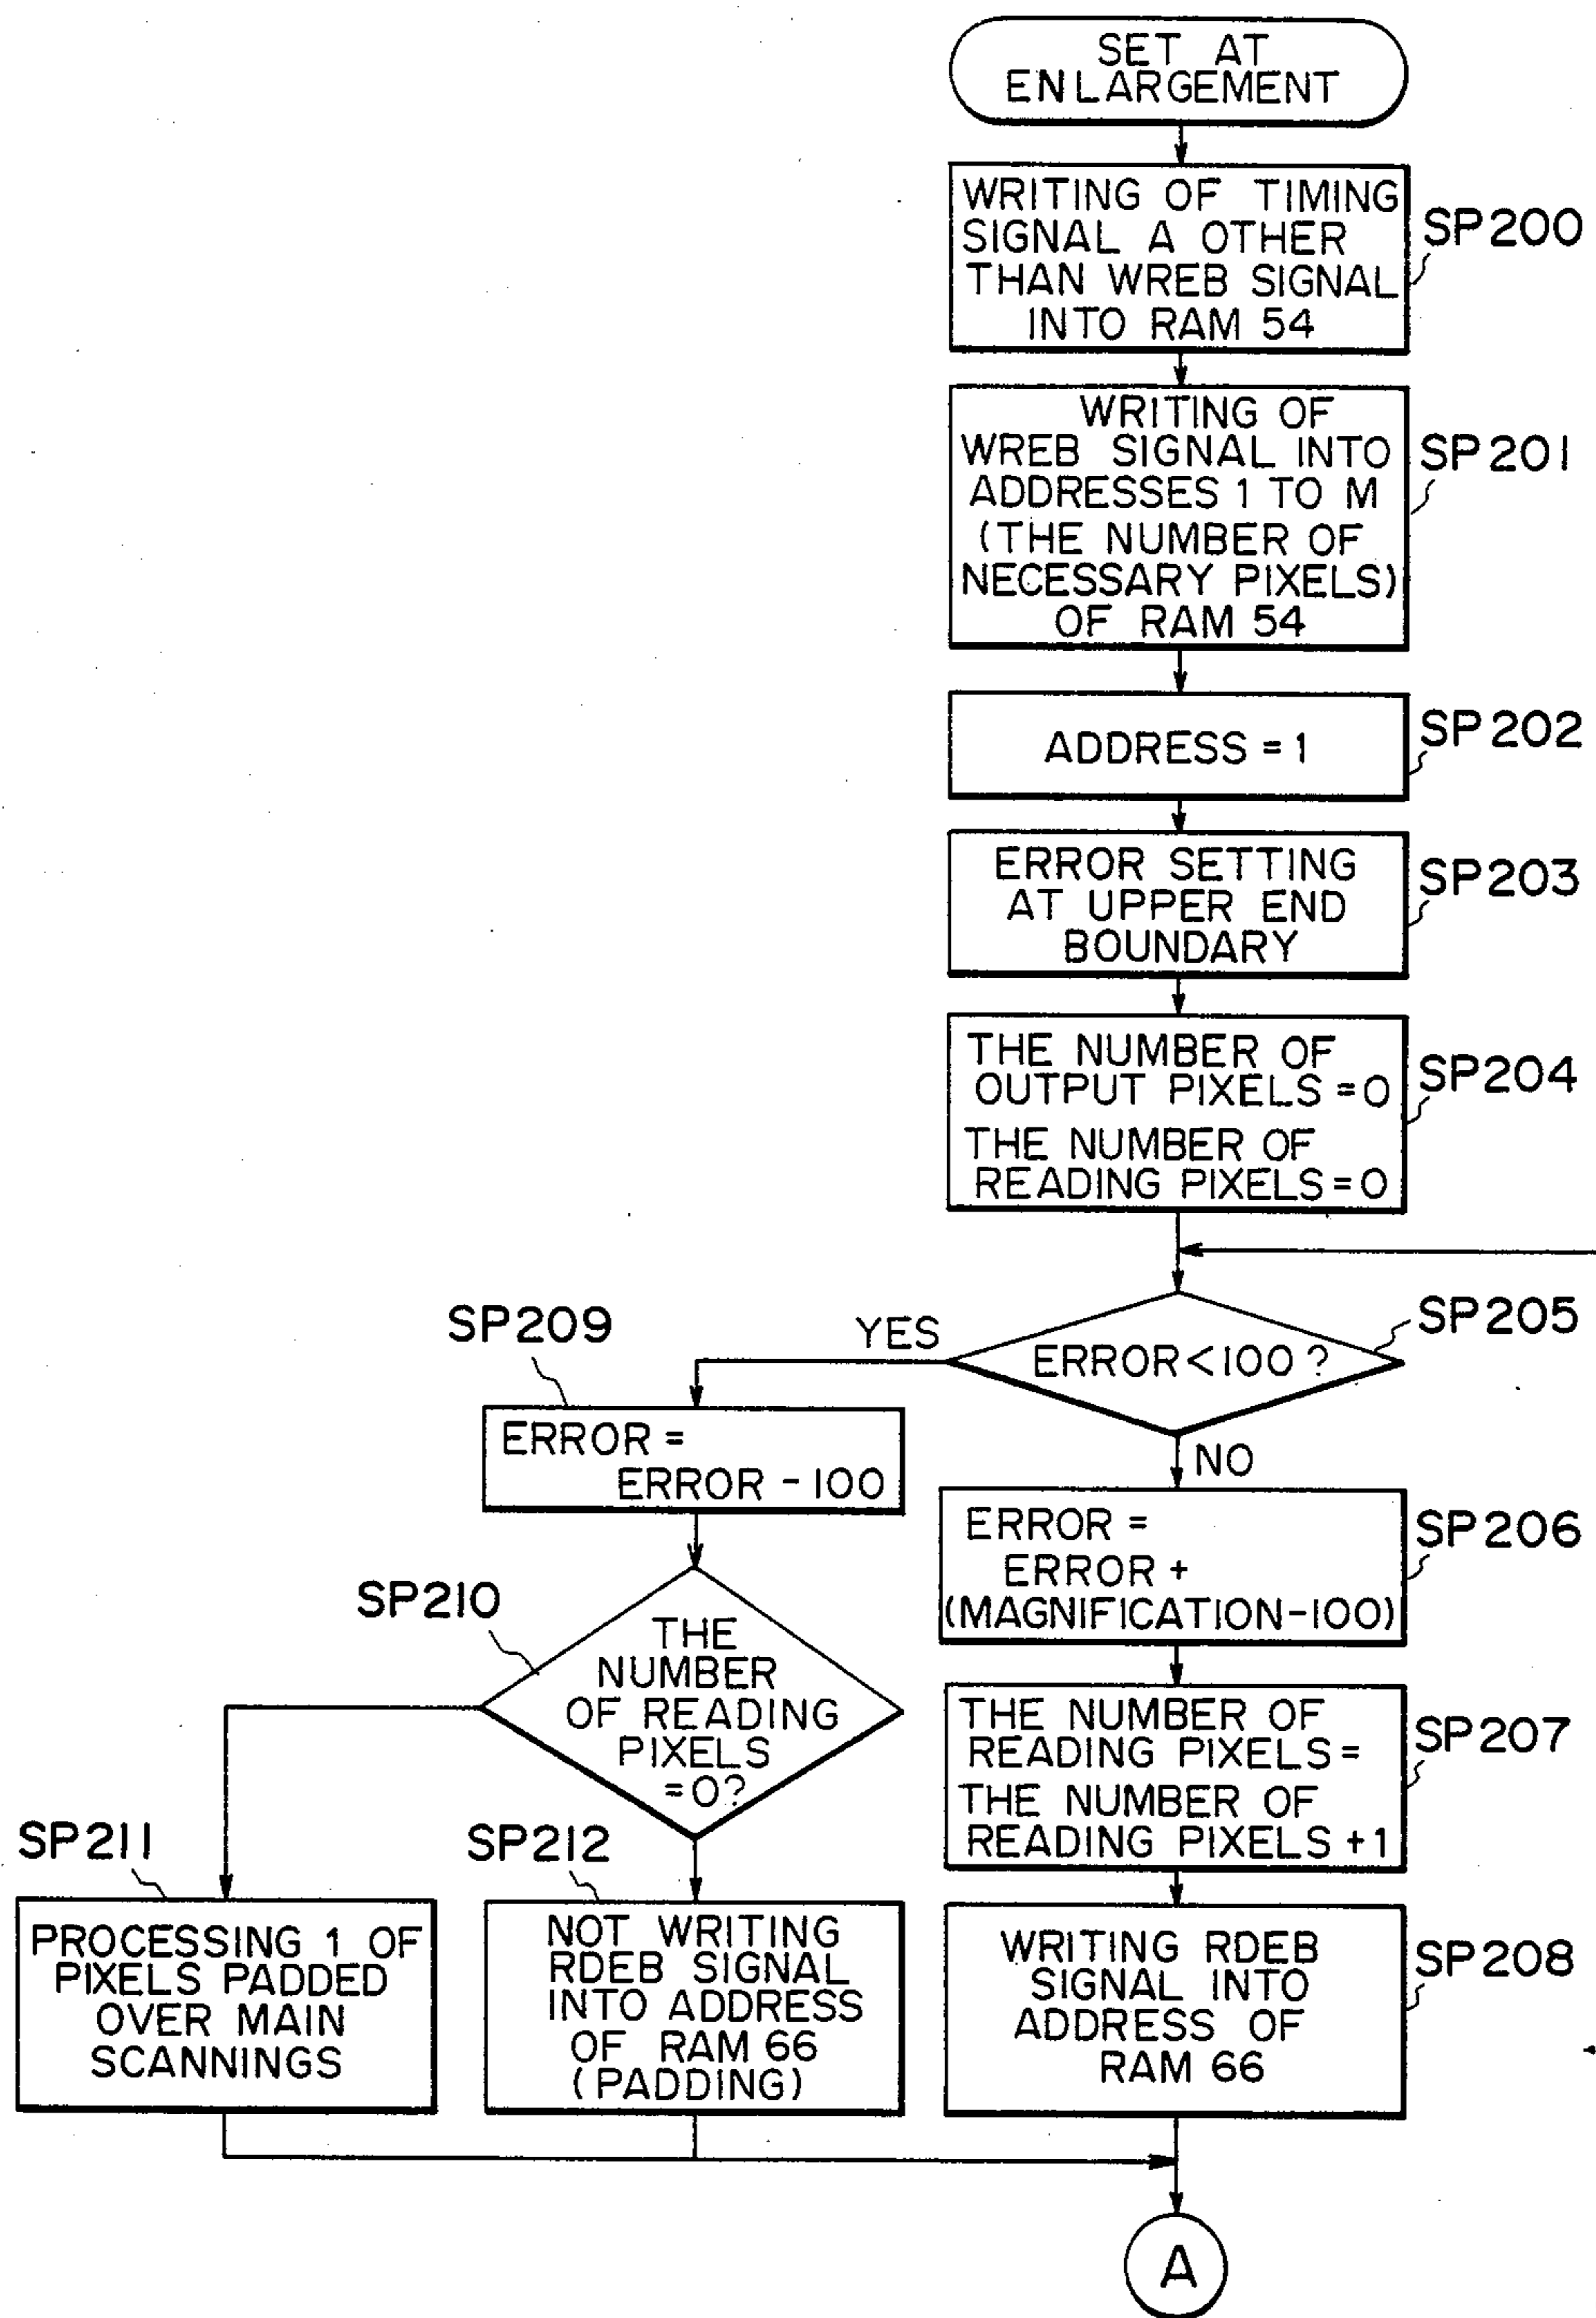 SET AT
ENLARGEMENT
WRITING OF TIMING
SIGNAL A OTHER
THAN WREB SIGNAL
INTO RAM 54
SP200
WRITING OF
WREB SIGNAL INTO
ADDRESSES 1 TO M
(THE NUMBER OF
NECESSARY PIXELS)
OF RAM 54
SP201
ADDRESS = 1
SP202
ERROR SETTING
AT UPPER END
BOUNDARY
SP203
THE NUMBER OF
OUTPUT PIXELS = 0
THE NUMBER OF
READING PIXELS = 0
SP204
ERROR < 100 ?
SP205
YES
NO
SP209
ERROR =
ERROR - 100
ERROR =
ERROR +
(MAGNIFICATION-100)
SP206
SP210
THE
NUMBER
OF READING
PIXELS
= 0?
THE NUMBER OF
READING PIXELS =
THE NUMBER OF
READING PIXELS + 1
SP207
SP211
PROCESSING 1 OF
PIXELS PADDED
OVER MAIN
SCANNINGS
SP212
NOT WRITING
RDEB SIGNAL
INTO ADDRESS
OF RAM 66
(PADDING)
WRITING RDEB
SIGNAL INTO
ADDRESS OF
RAM 66
SP208
A